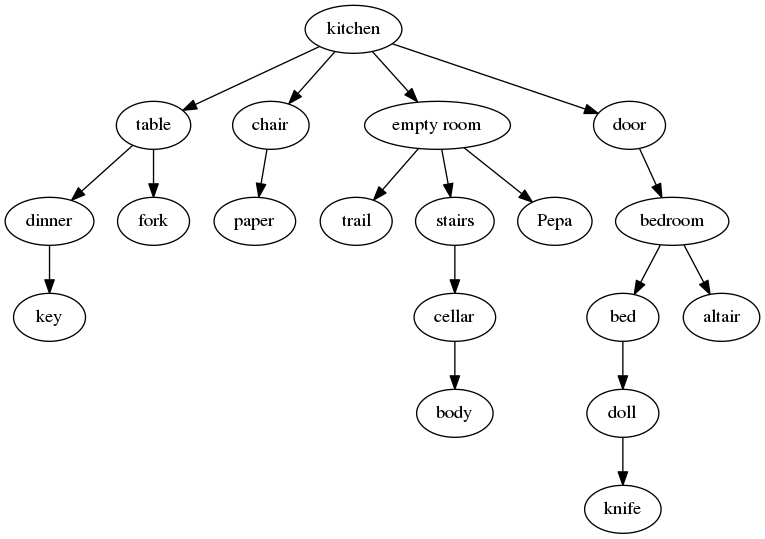 kitchen
table
chair
empty room
door
dinner
fork
paper
trail
stairs
Pepa
bedroom
key
cellar
bed
altair
body
doll
knife